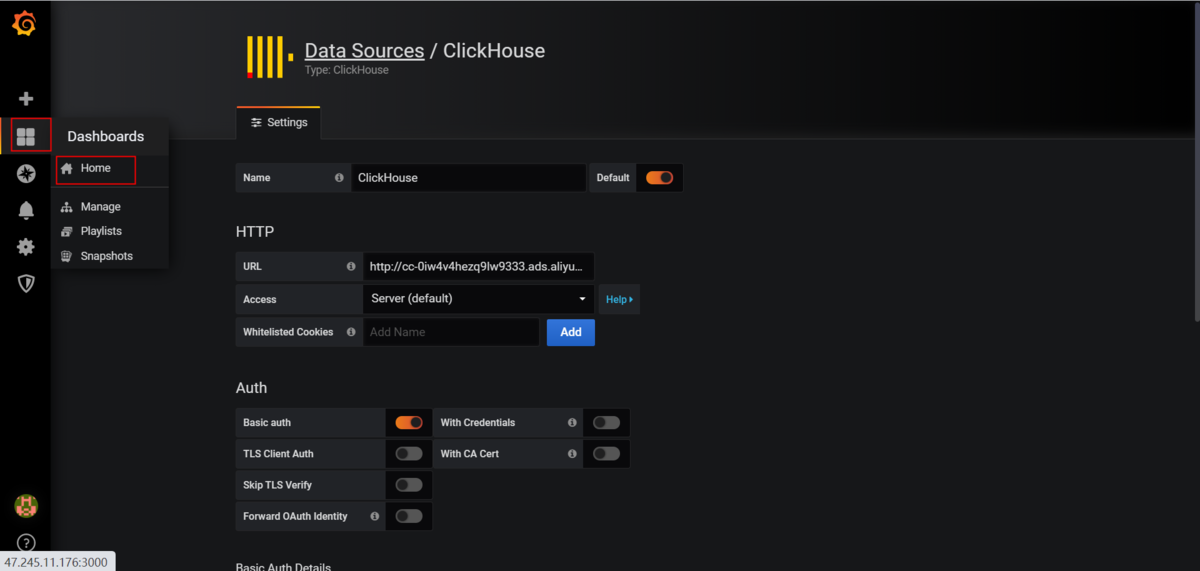 Data Sources / ClickHouse
Type: ClickHouse
Settings
Dashboards
Home
Manage
Playlists
Snapshots
Name
ClickHouse
Default
HTTP
URL
http://cc-0iw4v4hezq9lw9333.ads.aliyu...
Access
Server (default)
Help
Whitelisted Cookies
Add Name
Add
Auth
Basic auth
With Credentials
TLS Client Auth
With CA Cert
Skip TLS Verify
Forward OAuth Identity
Basic Auth Details
47.245.11.176:3000